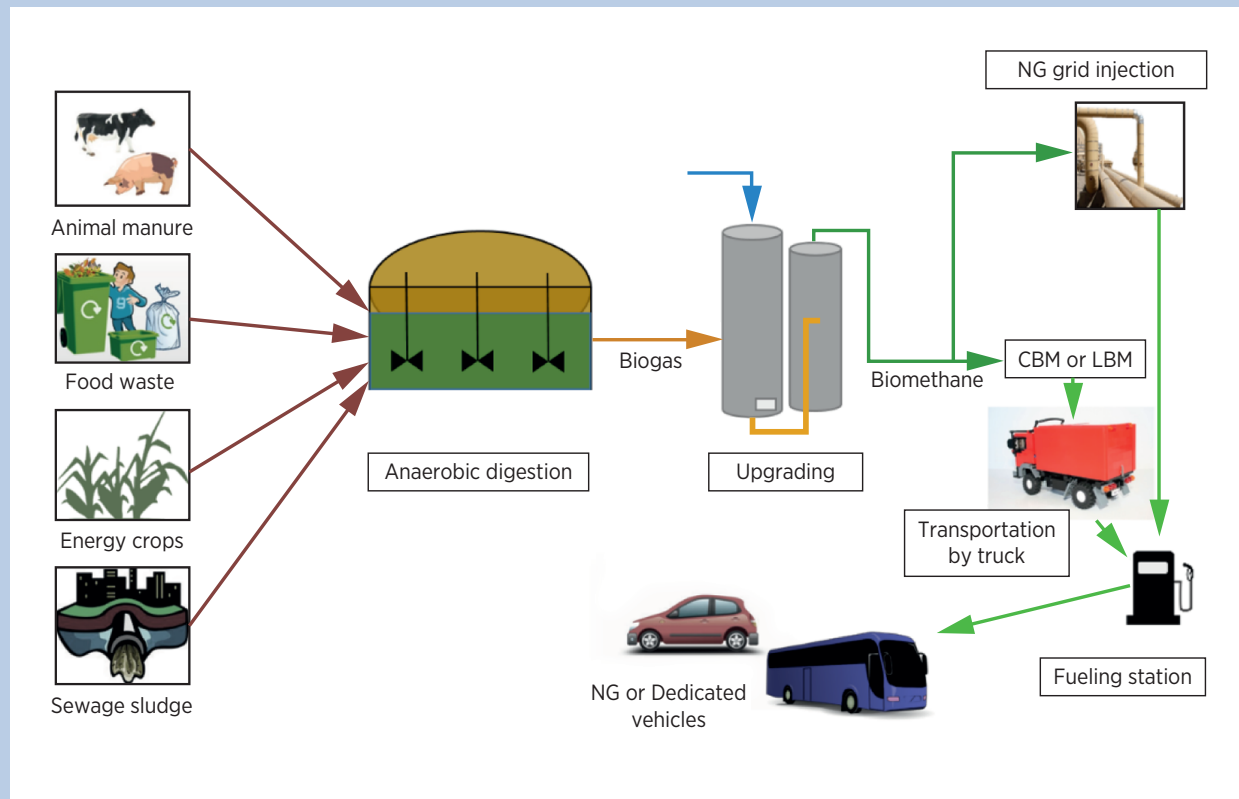 NG grid injection
Animal manure
Food waste
Biogas
Biomethane
CBM or LBM
Energy crops
Anaerobic digestion
Upgrading
Transportation
by truck
Sewage sludge
NG or Dedicated
vehicles
Fueling station